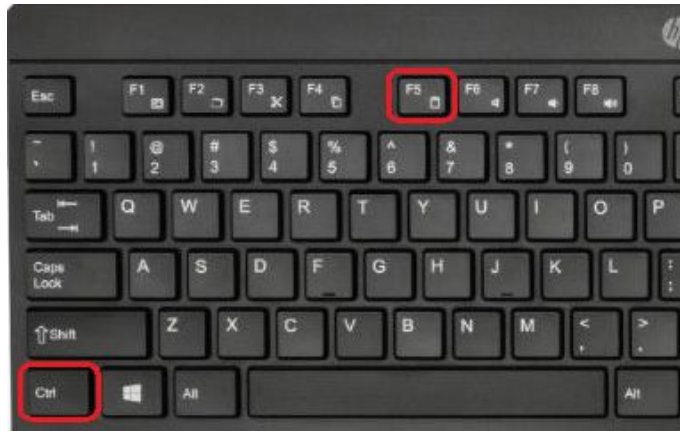 hp
Esc F1 F2 F3 F4 F5 F6 F7 F8
~ ! @ # $ % ^ & * ( )
` 1 2 3 4 5 6 7 8 9 0
Tab Q W E R T Y U I O P
Caps Lock A S D F G H J K L :
;
Shift Z X C V B N M < >
, .
Ctrl Alt Alt